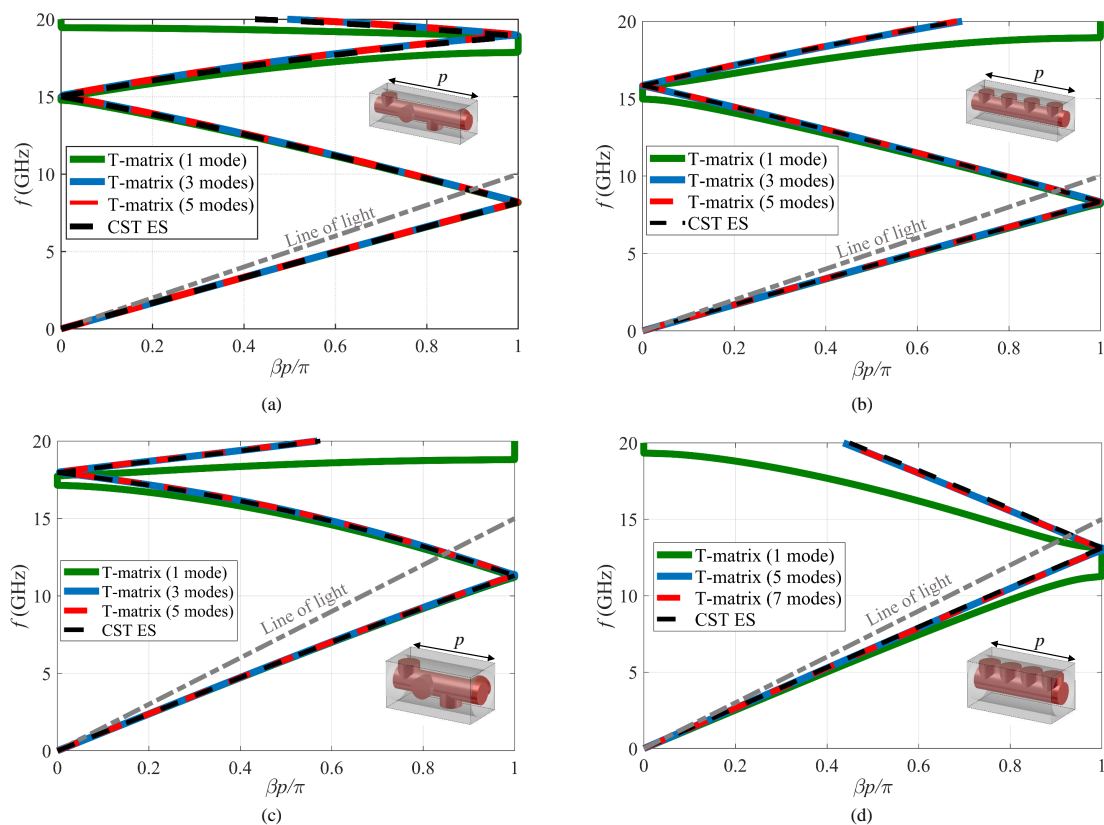 20
15
10
5
0
f (GHz)
p
T-matrix (1 mode)
T-matrix (3 modes)
T-matrix (5 modes)
CST ES
Line of light
0 0.2 0.4 0.6 0.8 1
βp/π
(a)
20
15
10
5
0
f (GHz)
p
T-matrix (1 mode)
T-matrix (3 modes)
T-matrix (5 modes)
CST ES
Line of light
0 0.2 0.4 0.6 0.8 1
βp/π
(b)
20
15
10
5
0
f (GHz)
T-matrix (1 mode)
T-matrix (3 modes)
T-matrix (5 modes)
CST ES
Line of light
p
0 0.2 0.4 0.6 0.8 1
βp/π
(c)
20
15
10
5
0
f (GHz)
T-matrix (1 mode)
T-matrix (5 modes)
T-matrix (7 modes)
CST ES
Line of light
p
0 0.2 0.4 0.6 0.8 1
βp/π
(d)